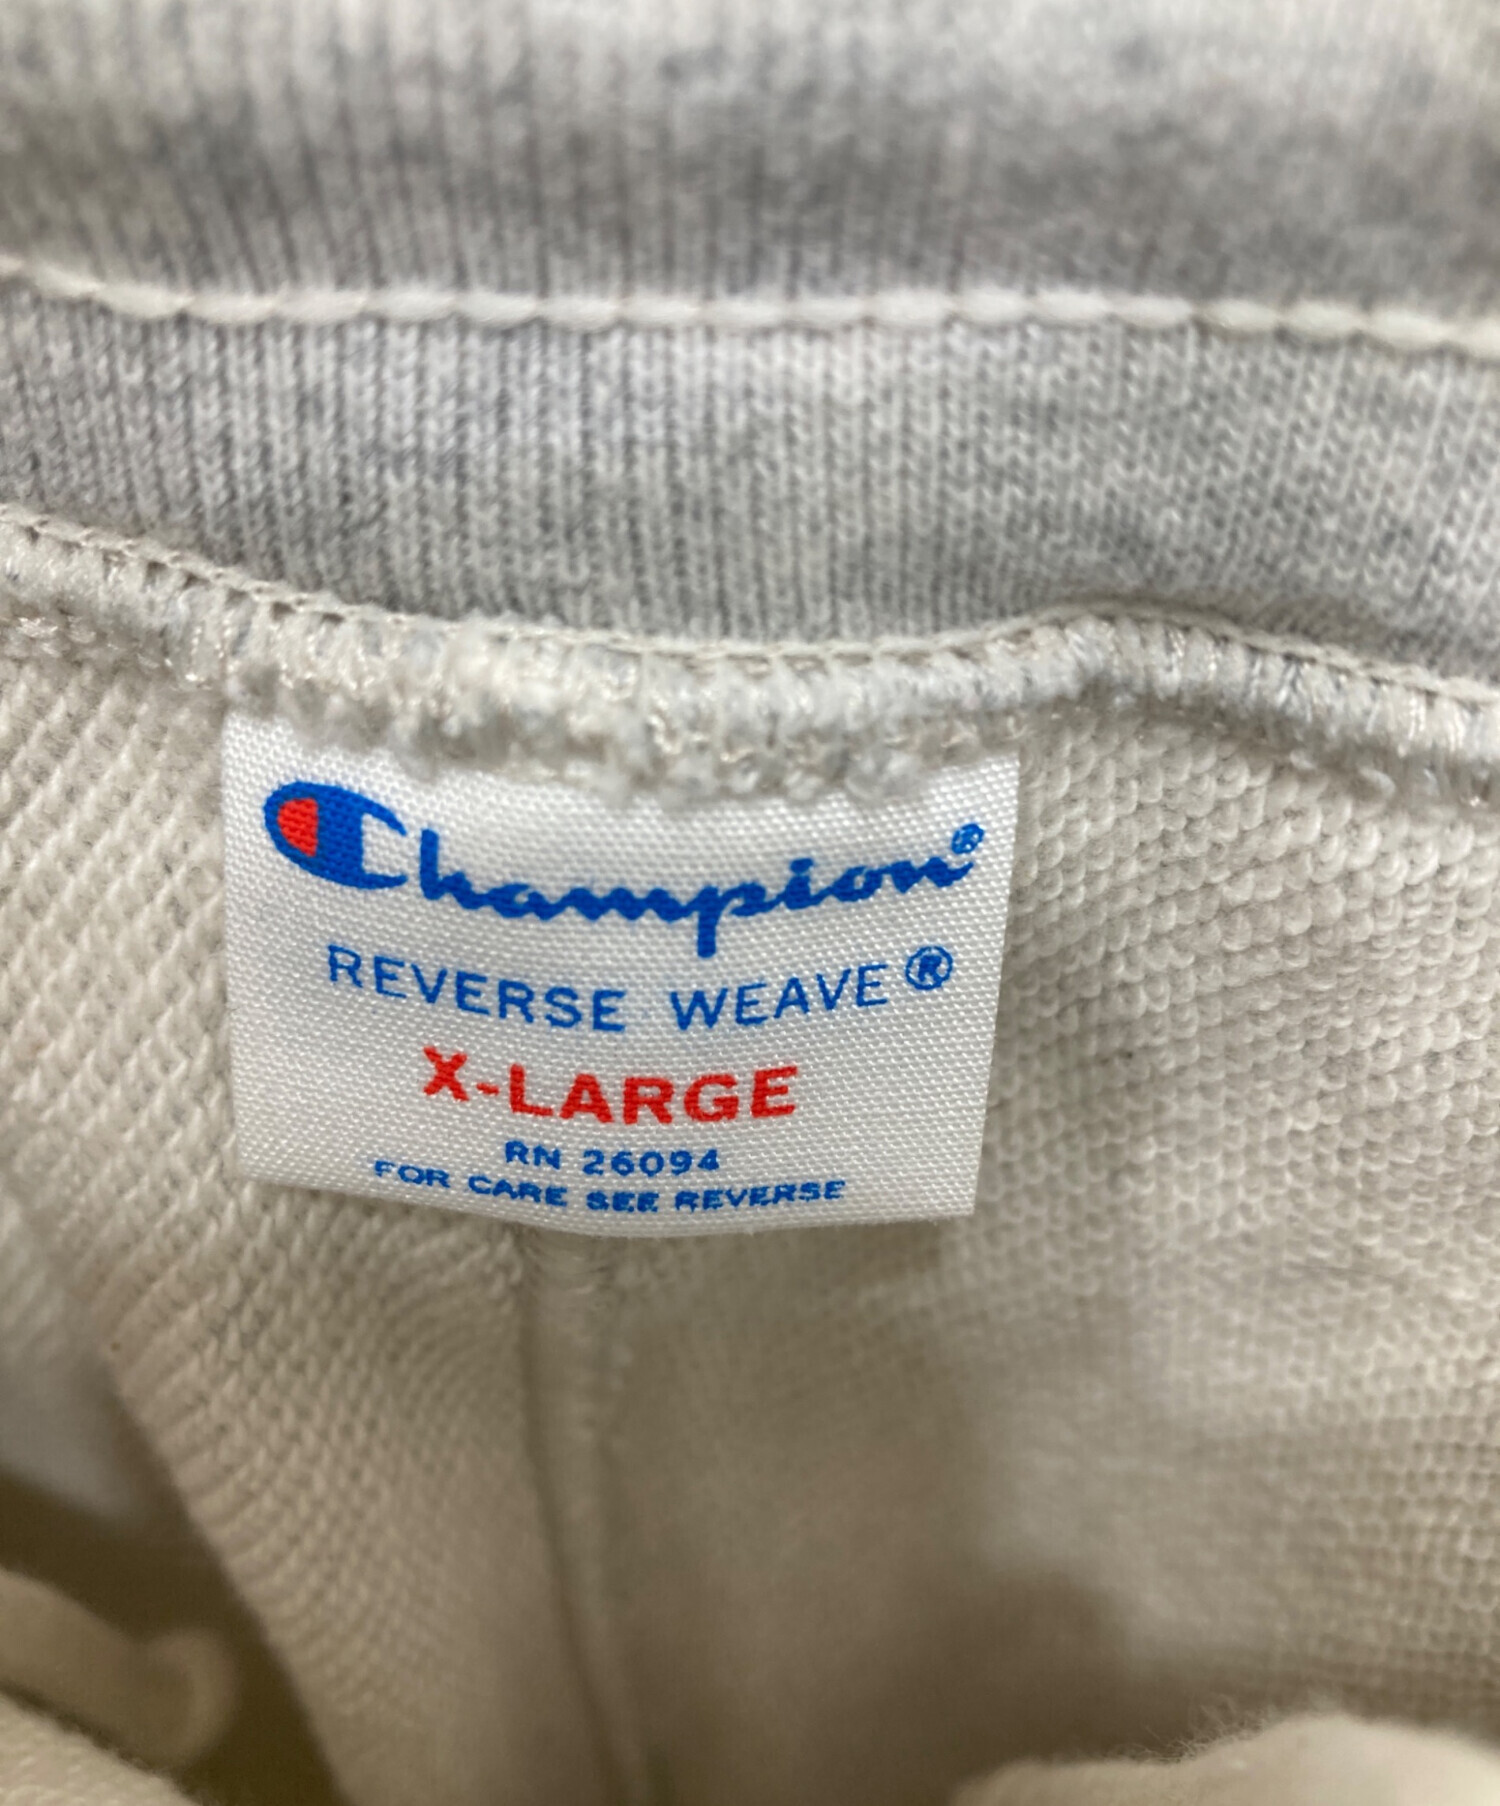 Champion®
REVERSE WEAVE®
X-LARGE
RN 26094
FOR CARE SEE REVERSE